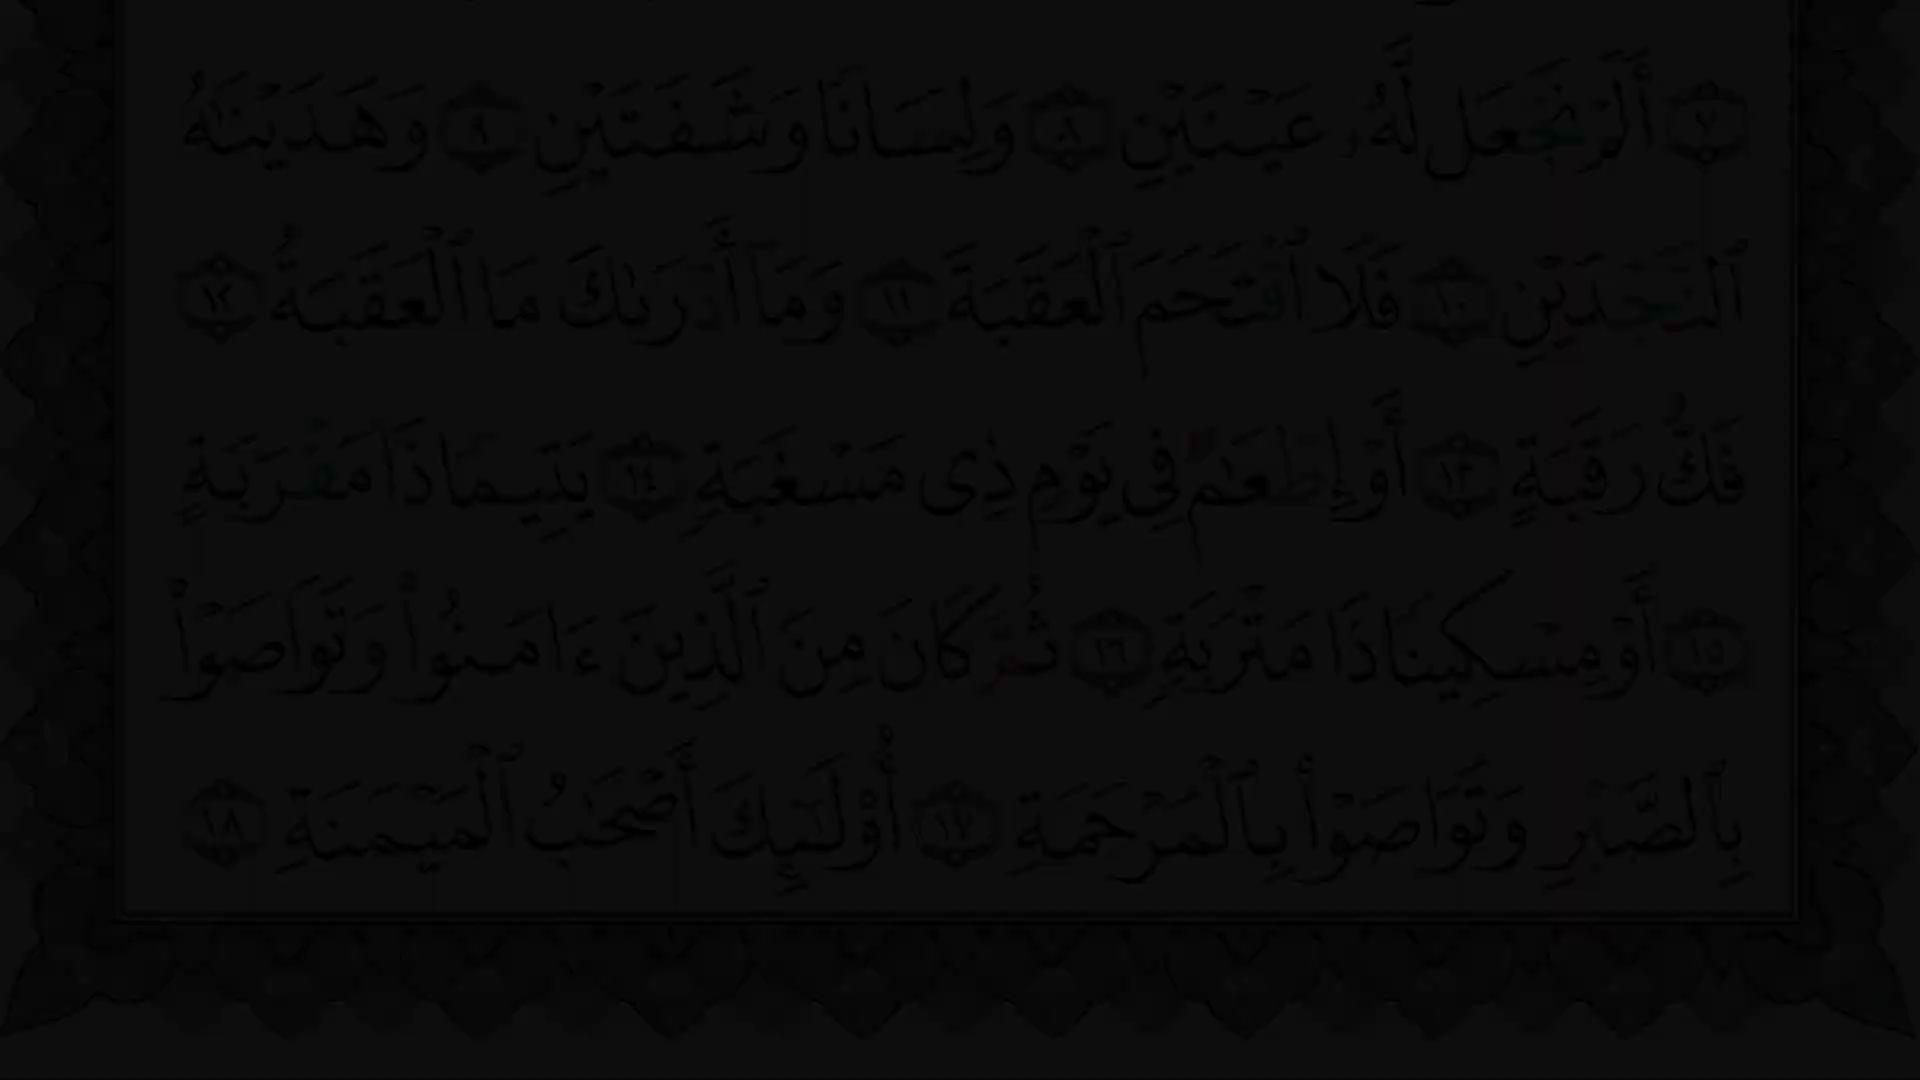 ٧ أَلَمْ نَجْعَل لَّهُۥ عَيْنَيْنِ ٨ وَلِسَانًا وَشَفَتَيْنِ ٩ وَهَدَيْنَٰهُ
ٱلنَّجْدَيْنِ ١٠ فَلَا ٱقْتَحَمَ ٱلْعَقَبَةَ ١١ وَمَآ أَدْرَىٰكَ مَا ٱلْعَقَبَةُ ١٢
فَكُّ رَقَبَةٍ ١٣ أَوْ إِطْعَٰمٌ فِى يَوْمٍ ذِى مَسْغَبَةٍ ١٤ يَتِيمًا ذَا مَقْرَبَةٍ
١٥ أَوْ مِسْكِينًا ذَا مَتْرَبَةٍ ١٦ ثُمَّ كَانَ مِنَ ٱلَّذِينَ ءَامَنُوا۟ وَتَوَاصَوْا۟
بِٱلصَّبْرِ وَتَوَاصَوْا۟ بِٱلْمَرْحَمَةِ ١٧ أُو۟لَٰٓئِكَ أَصْحَٰبُ ٱلْمَيْمَنَةِ ١٨